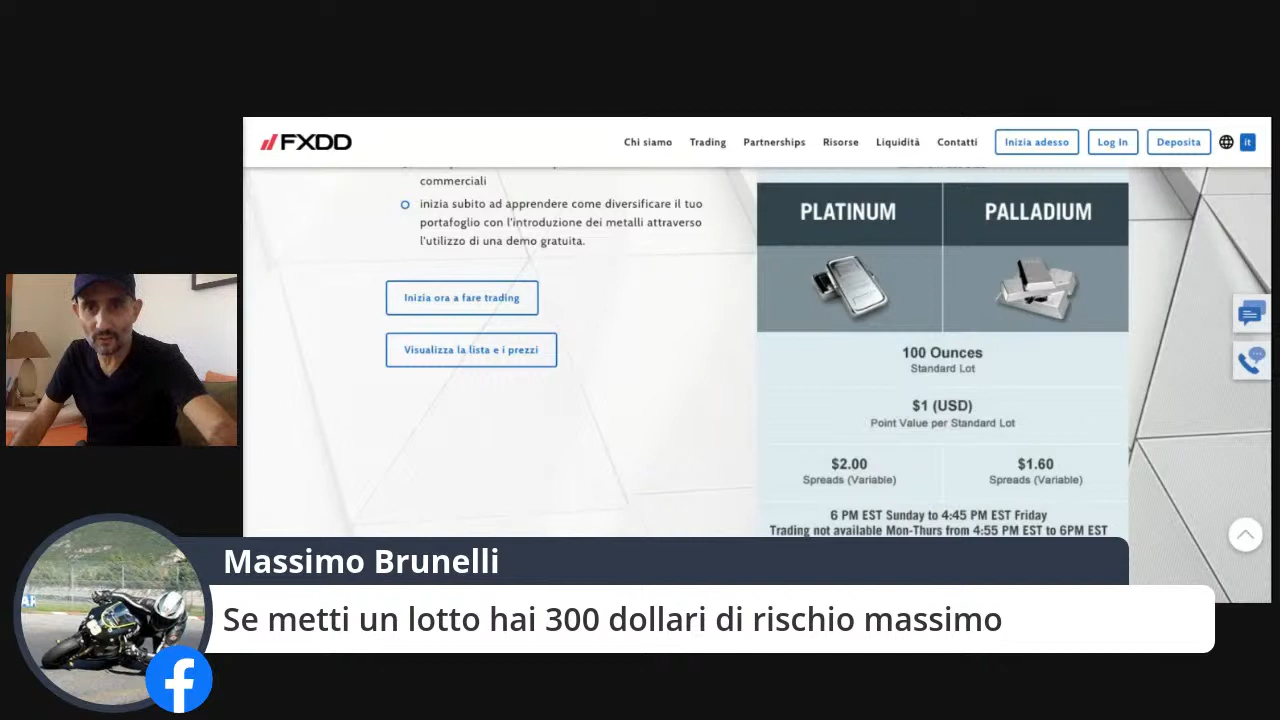 FXDD
Chi siamo Trading Partnerships Risorse Liquidità Contatti Inizia adesso Log In Deposita it
commerciali
inizia subito ad apprendere come diversificare il tuo
portafoglio con l'introduzione dei metalli attraverso
l'utilizzo di una demo gratuita.
Inizia ora a fare trading
Visualizza la lista e i prezzi
PLATINUM PALLADIUM
100 Ounces
Standard Lot
$1 (USD)
Point Value per Standard Lot
$2.00 $1.60
Spreads (Variable) Spreads (Variable)
6 PM EST Sunday to 4:45 PM EST Friday
Trading not available Mon-Thurs from 4:55 PM EST to 6PM EST
Massimo Brunelli
Se metti un lotto hai 300 dollari di rischio massimo